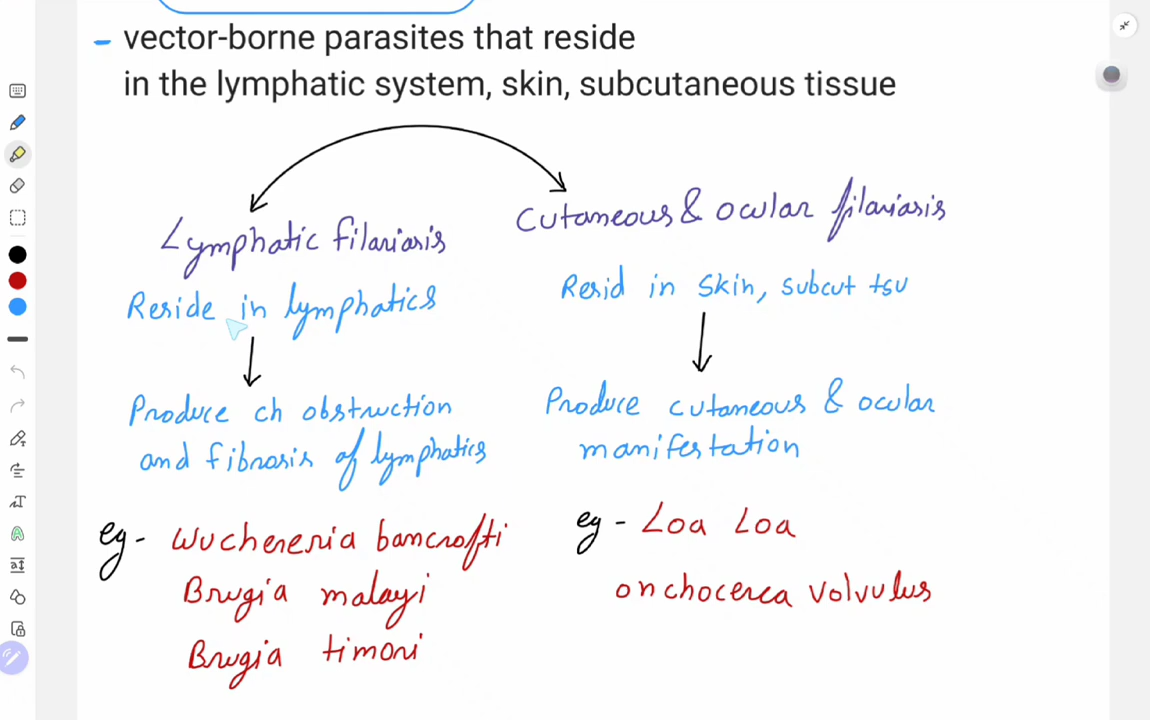 – vector-borne parasites that reside
in the lymphatic system, skin, subcutaneous tissue
Lymphatic filariasis
Cutaneous & ocular filariasis
Reside in lymphatics
Resid in skin, subcut tsu
Produce ch obstruction
and fibrosis of lymphatics
Produce cutaneous & ocular
manifestation
eg - Wuchereria bancrofti
Brugia malayi
Brugia timori
eg - Loa Loa
onchocerca volvulus